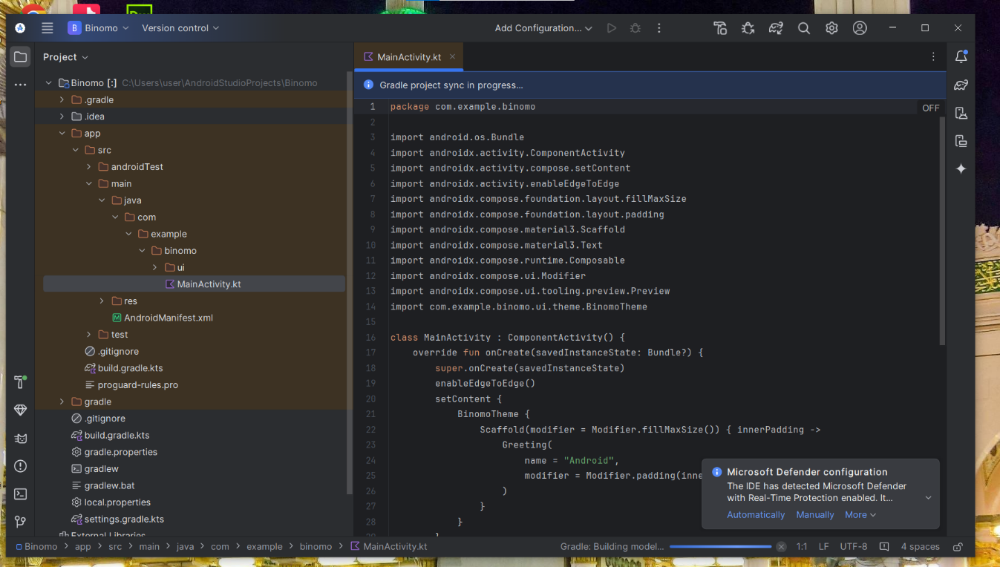 B Binomo Version control Add Configuration...
Project
MainActivity.kt
Binomo [:] C:\Users\user\AndroidStudioProjects\Binomo
Gradle project sync in progress...
.gradle
.idea
app
src
androidTest
main
java
com
example
binomo
ui
MainActivity.kt
res
AndroidManifest.xml
test
.gitignore
build.gradle.kts
proguard-rules.pro
gradle
.gitignore
build.gradle.kts
gradle.properties
gradlew
gradlew.bat
local.properties
settings.gradle.kts
External Libraries
OFF
1 package com.example.binomo
2
3 import android.os.Bundle
4 import androidx.activity.ComponentActivity
5 import androidx.activity.compose.setContent
6 import androidx.activity.enableEdgeToEdge
7 import androidx.compose.foundation.layout.fillMaxSize
8 import androidx.compose.foundation.layout.padding
9 import androidx.compose.material3.Scaffold
10 import androidx.compose.material3.Text
11 import androidx.compose.runtime.Composable
12 import androidx.compose.ui.Modifier
13 import androidx.compose.ui.tooling.preview.Preview
14 import com.example.binomo.ui.theme.BinomoTheme
15
16 class MainActivity : ComponentActivity() {
17 override fun onCreate(savedInstanceState: Bundle?) {
18 super.onCreate(savedInstanceState)
19 enableEdgeToEdge()
20 setContent {
21 BinomoTheme {
22 Scaffold(modifier = Modifier.fillMaxSize()) { innerPadding ->
23 Greeting(
24 name = "Android",
25 modifier = Modifier.padding(inne
26 )
27 }
28 }
29 }
Microsoft Defender configuration
The IDE has detected Microsoft Defender
with Real-Time Protection enabled. It...
Automatically Manually More
Binomo > app > src > main > java > com > example > binomo > MainActivity.kt Gradle: Building model... 1:1 LF UTF-8 4 spaces